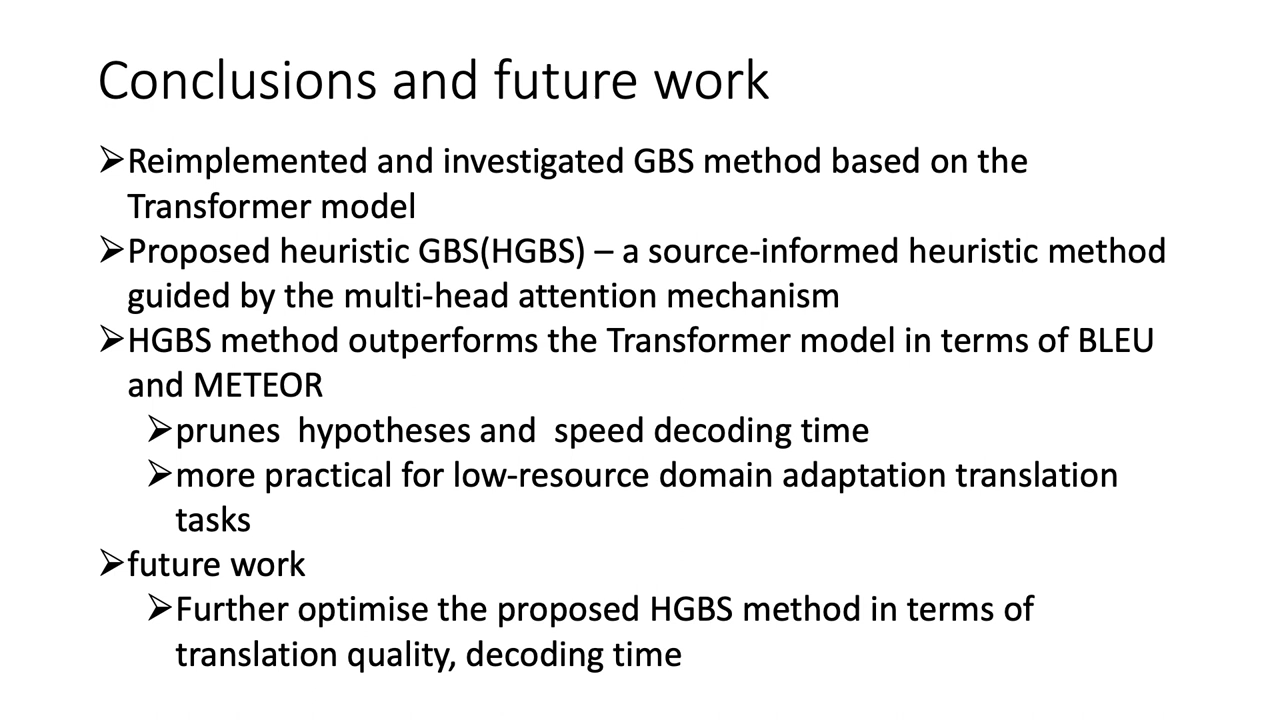 Conclusions and future work
➢Reimplemented and investigated GBS method based on the
Transformer model
➢Proposed heuristic GBS(HGBS) – a source-informed heuristic method
guided by the multi-head attention mechanism
➢HGBS method outperforms the Transformer model in terms of BLEU
and METEOR
➢prunes  hypotheses and  speed decoding time
➢more practical for low-resource domain adaptation translation
tasks
➢future work
➢Further optimise the proposed HGBS method in terms of
translation quality, decoding time